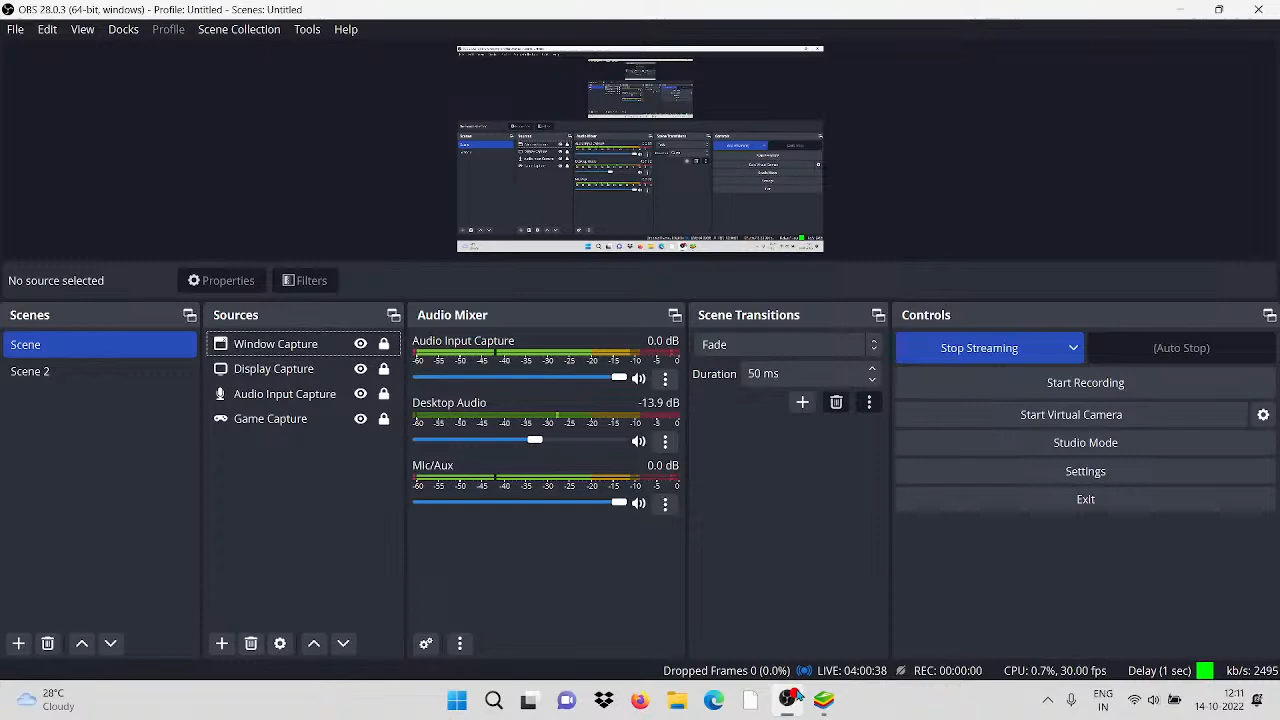 OBS 28.0.3 (64-bit, windows) - Profile: Untitled - Scenes: Untitled
File Edit View Docks Profile Scene Collection Tools Help
No source selected Properties Filters
Scenes Sources Audio Mixer Scene Transitions Controls
Scene
Scene 2
Window Capture
Display Capture
Audio Input Capture
Game Capture
Audio Input Capture 0.0 dB
-60 -55 -50 -45 -40 -35 -30 -25 -20 -15 -10 -5 0
Desktop Audio -13.9 dB
-60 -55 -50 -45 -40 -35 -30 -25 -20 -15 -10 -5 0
Mic/Aux 0.0 dB
-60 -55 -50 -45 -40 -35 -30 -25 -20 -15 -10 -5 0
Fade
Duration 50 ms
Stop Streaming (Auto Stop)
Start Recording
Start Virtual Camera
Studio Mode
Settings
Exit
Dropped Frames 0 (0.0%) LIVE: 04:00:38 REC: 00:00:00 CPU: 0.7%, 30.00 fps Delay (1 sec) kb/s: 2495
28°C
Cloudy
ENG
IN
02:11
14-10-2022